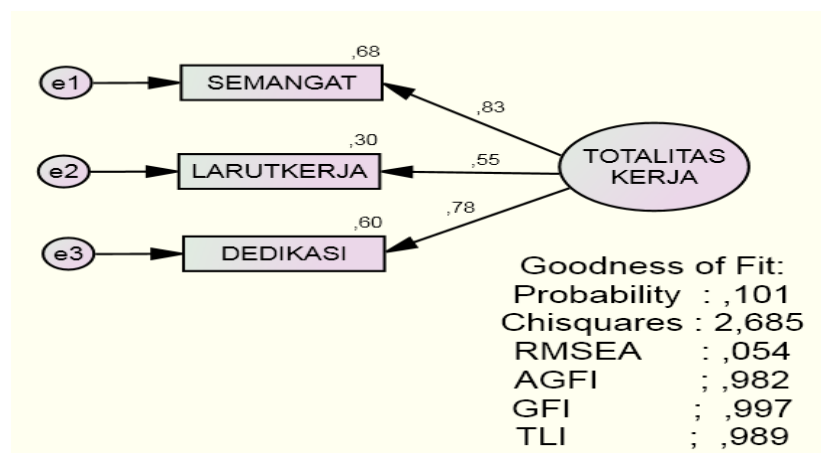 ,68
e1 SEMANGAT
,83
,30
e2 LARUTKERJA
,55
TOTALITAS
KERJA
,78
,60
e3 DEDIKASI
Goodness of Fit:
Probability : ,101
Chisquares : 2,685
RMSEA : ,054
AGFI ; ,982
GFI ; ,997
TLI ; ,989